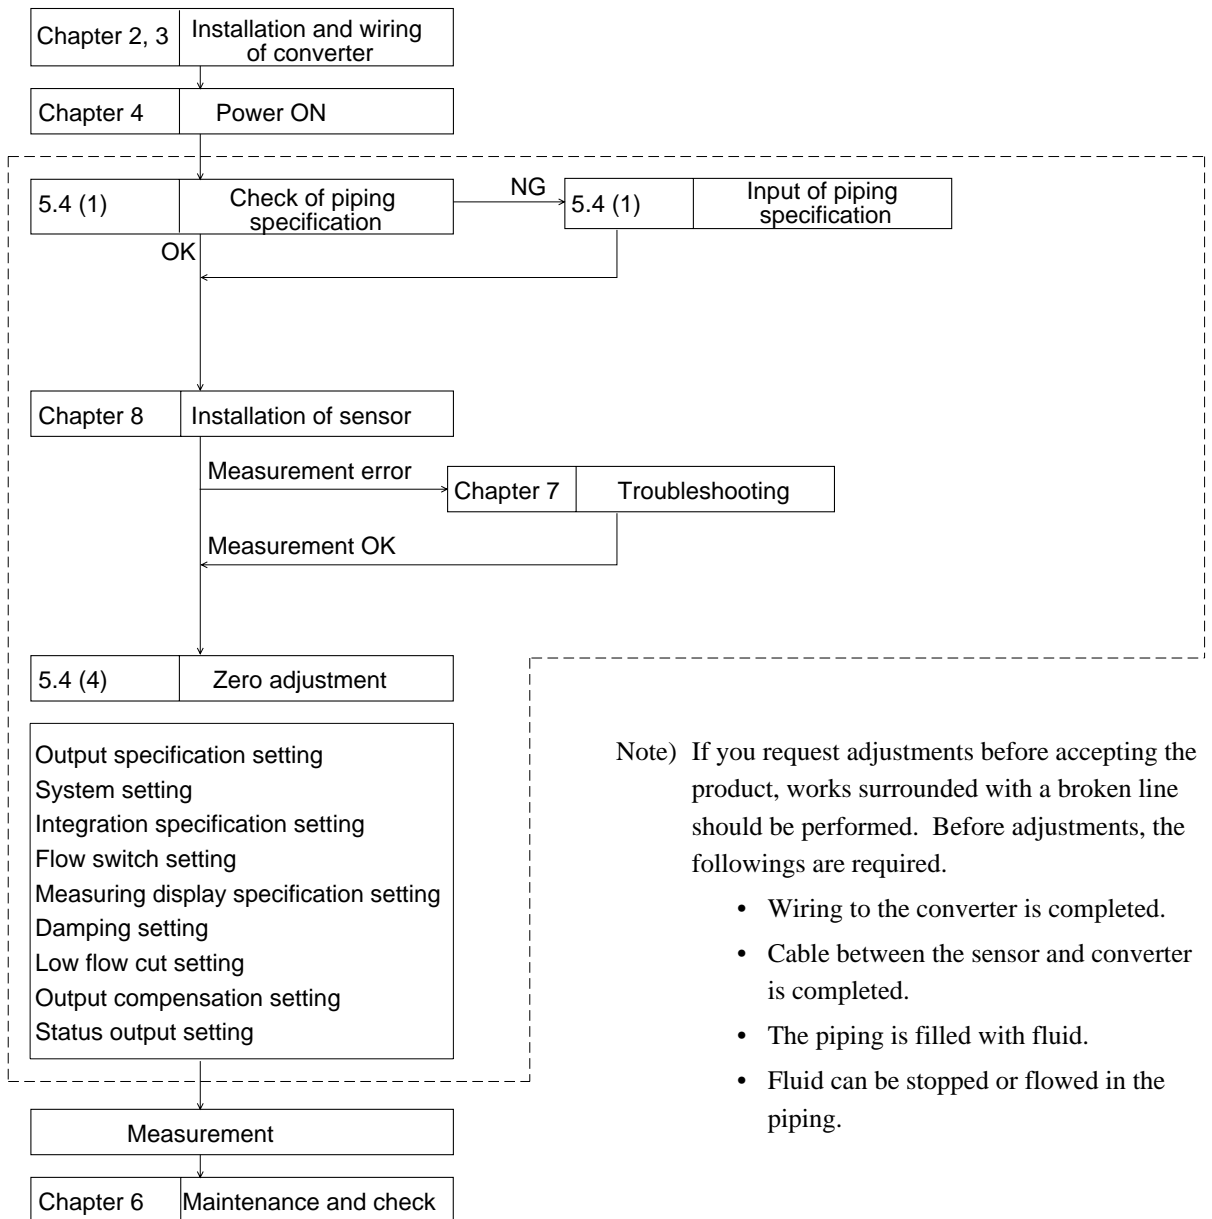 Chapter 2, 3
Installation and wiring
of converter
Chapter 4
Power ON
5.4 (1)
Check of piping
specification
NG
5.4 (1)
Input of piping
specification
OK
Chapter 8
Installation of sensor
Measurement error
Chapter 7
Troubleshooting
Measurement OK
5.4 (4)
Zero adjustment
Output specification setting
System setting
Integration specification setting
Flow switch setting
Measuring display specification setting
Damping setting
Low flow cut setting
Output compensation setting
Status output setting
Note) If you request adjustments before accepting the
product, works surrounded with a broken line
should be performed. Before adjustments, the
followings are required.
• Wiring to the converter is completed.
• Cable between the sensor and converter
is completed.
• The piping is filled with fluid.
• Fluid can be stopped or flowed in the
piping.
Measurement
Chapter 6
Maintenance and check